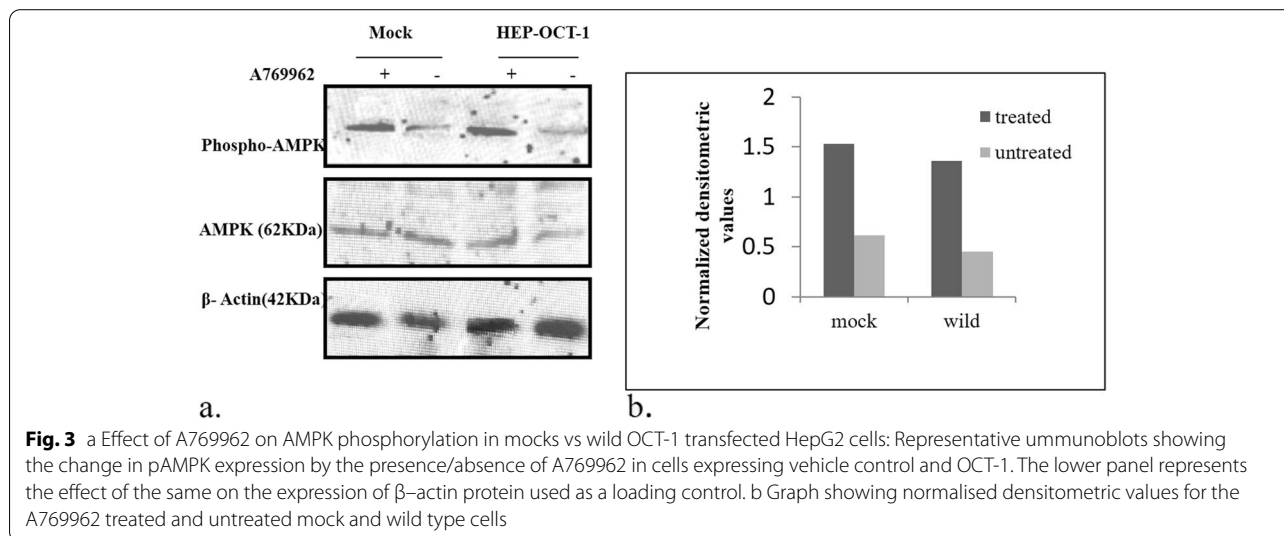 Mock HEP-OCT-1
A769962 + - + -
Phospho-AMPK
AMPK (62KDa)
β- Actin(42KDa)
a.
Normalized densitometric
values
2
1.5
1
0.5
0
mock wild
treated
untreated
b.
Fig. 3 a Effect of A769962 on AMPK phosphorylation in mocks vs wild OCT-1 transfected HepG2 cells: Representative ummunoblots showing
the change in pAMPK expression by the presence/absence of A769962 in cells expressing vehicle control and OCT-1. The lower panel represents
the effect of the same on the expression of β–actin protein used as a loading control. b Graph showing normalised densitometric values for the
A769962 treated and untreated mock and wild type cells